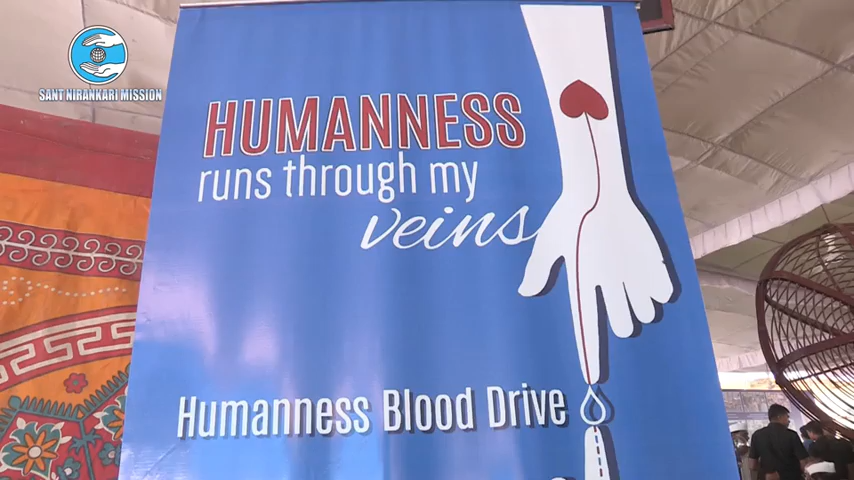 SANT NIRANKARI MISSION
HUMANNESS
runs through my
veins
Humanness Blood Drive